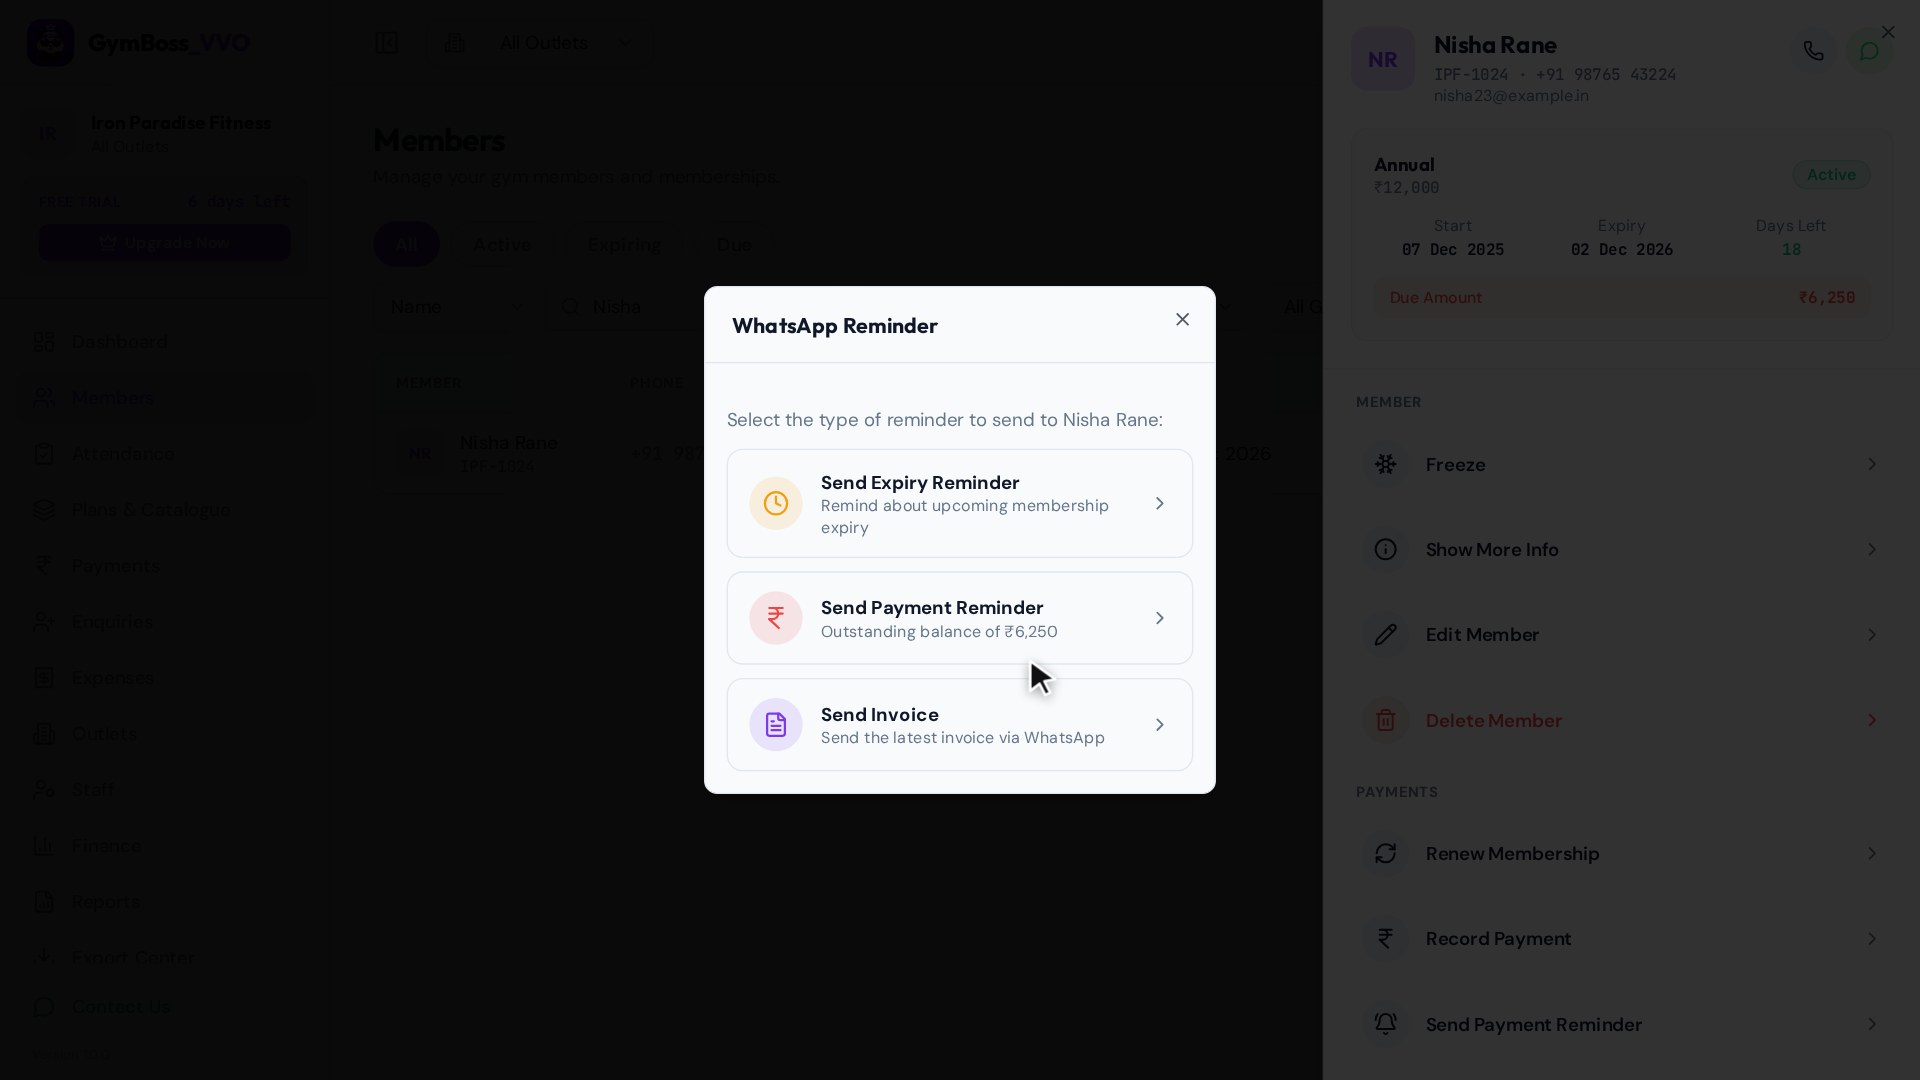 GymBoss_VVO
IR
Iron Paradise Fitness
All Outlets
FREE TRIAL
6 days left
Upgrade Now
Dashboard
Members
Attendance
Plans & Catalogue
Payments
Enquiries
Expenses
Outlets
Staff
Finance
Reports
Export Center
Contact Us
All Outlets
Members
Manage your gym members and memberships.
All
Active
Expiring
Due
Name
Nisha
All G
MEMBER
PHONE
NR
Nisha Rane
IPF-1024
+91 987
2026
WhatsApp Reminder
Select the type of reminder to send to Nisha Rane:
Send Expiry Reminder
Remind about upcoming membership
expiry
Send Payment Reminder
Outstanding balance of ₹6,250
Send Invoice
Send the latest invoice via WhatsApp
NR
Nisha Rane
IPF-1024 · +91 98765 43224
nisha23@example.in
Annual
₹12,000
Active
Start
Expiry
Days Left
07 Dec 2025
02 Dec 2026
18
Due Amount
₹6,250
MEMBER
Freeze
Show More Info
Edit Member
Delete Member
PAYMENTS
Renew Membership
Record Payment
Send Payment Reminder